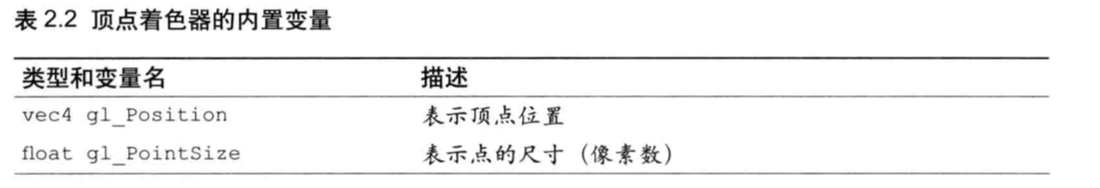 表 2.2 顶点着色器的内置变量
类型和变量名 描述
vec4 gl_Position 表示顶点位置
float gl_PointSize 表示点的尺寸（像素数）